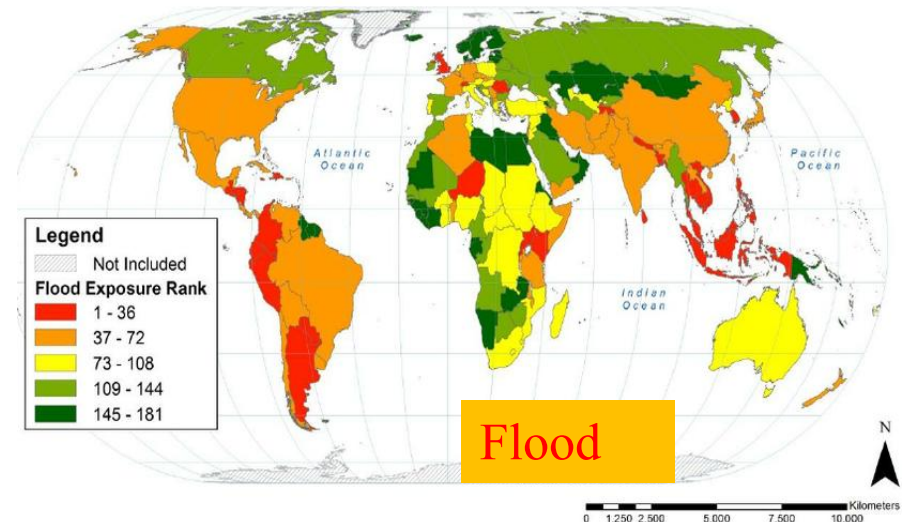 Atlantic
Ocean
Pacific
Ocean
Legend
Not Included
Flood Exposure Rank
1 - 36
37 - 72
73 - 108
109 - 144
145 - 181
Indian
Ocean
Flood
N
Kilometers
0 1.250 2.500 5.000 7.500 10.000